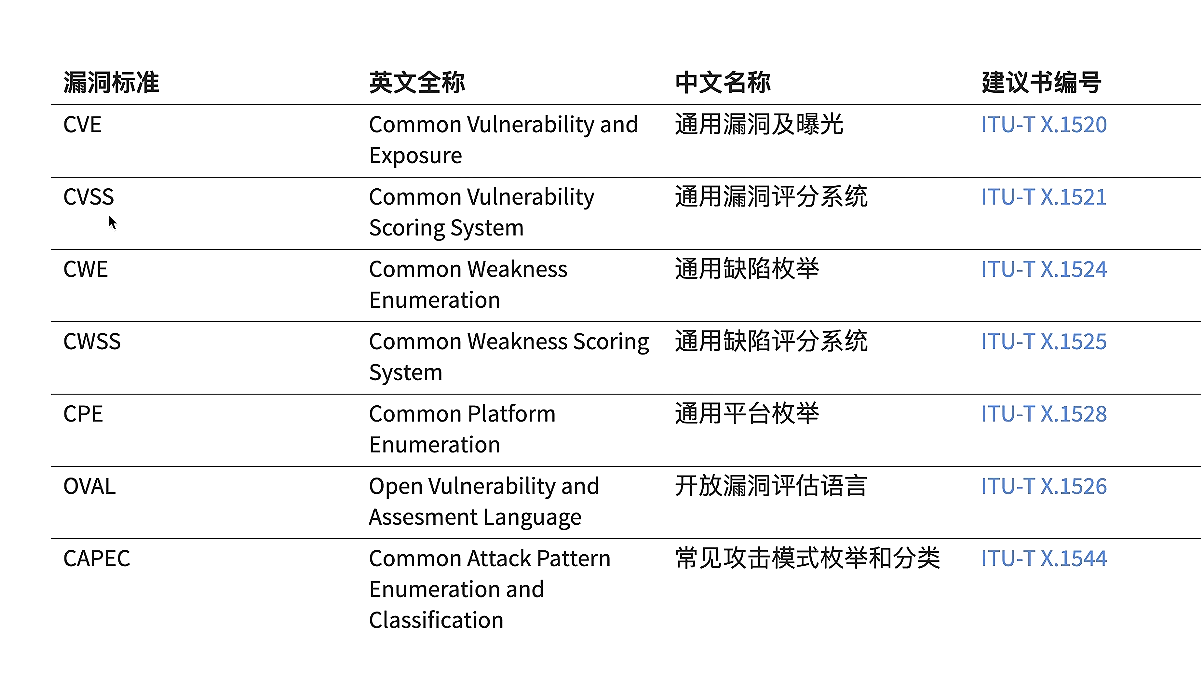 漏洞标准 英文全称 中文名称 建议书编号
CVE Common Vulnerability and 通用漏洞及曝光 ITU-T X.1520
Exposure
CVSS Common Vulnerability 通用漏洞评分系统 ITU-T X.1521
Scoring System
CWE Common Weakness 通用缺陷枚举 ITU-T X.1524
Enumeration
CWSS Common Weakness Scoring 通用缺陷评分系统 ITU-T X.1525
System
CPE Common Platform 通用平台枚举 ITU-T X.1528
Enumeration
OVAL Open Vulnerability and 开放漏洞评估语言 ITU-T X.1526
Assesment Language
CAPEC Common Attack Pattern 常见攻击模式枚举和分类 ITU-T X.1544
Enumeration and
Classification